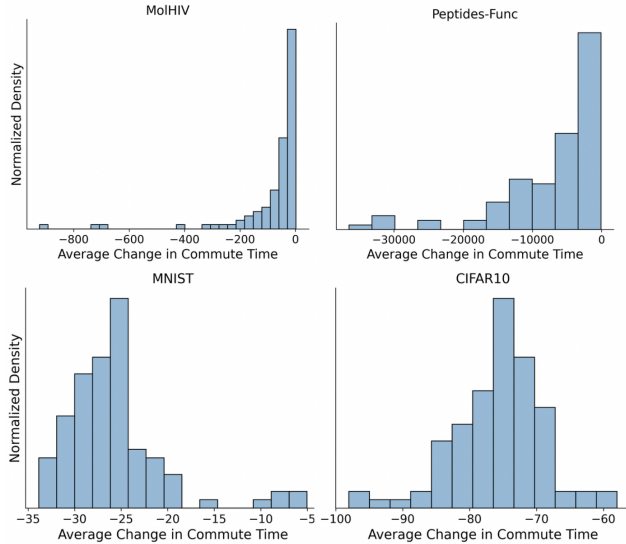 MolHIV
Normalized Density
−800 −600 −400 −200 0
Average Change in Commute Time
Peptides-Func
−30000 −20000 −10000 0
Average Change in Commute Time
MNIST
Normalized Density
−35 −30 −25 −20 −15 −10 −5
Average Change in Commute Time
CIFAR10
−100 −90 −80 −70 −60
Average Change in Commute Time